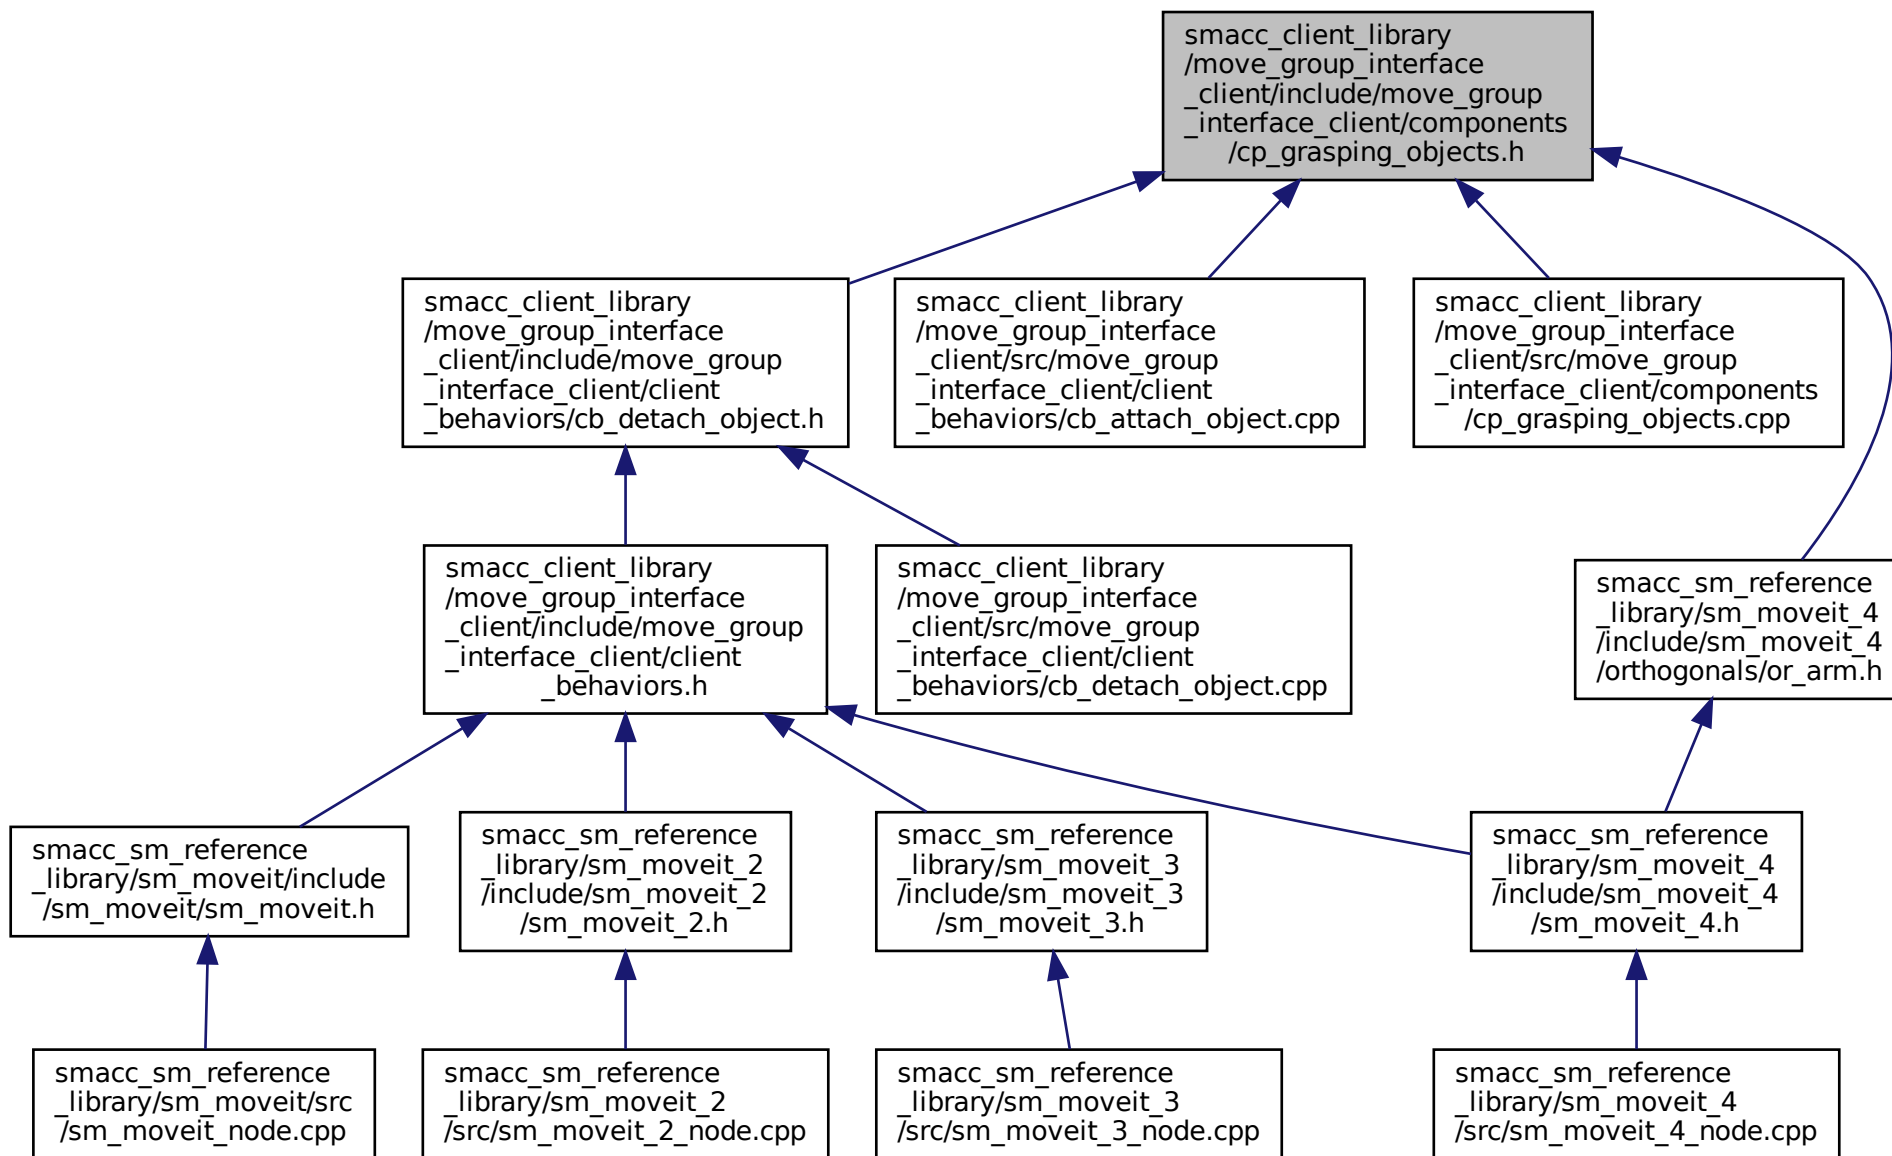 smacc_client_library
/move_group_interface
_client/include/move_group
_interface_client/components
/cp_grasping_objects.h
smacc_client_library
/move_group_interface
_client/include/move_group
_interface_client/client
_behaviors/cb_detach_object.h
smacc_client_library
/move_group_interface
_client/src/move_group
_interface_client/client
_behaviors/cb_attach_object.cpp
smacc_client_library
/move_group_interface
_client/src/move_group
_interface_client/components
/cp_grasping_objects.cpp
smacc_client_library
/move_group_interface
_client/include/move_group
_interface_client/client
_behaviors.h
smacc_client_library
/move_group_interface
_client/src/move_group
_interface_client/client
_behaviors/cb_detach_object.cpp
smacc_sm_reference
_library/sm_moveit_4
/include/sm_moveit_4
/orthogonals/or_arm.h
smacc_sm_reference
_library/sm_moveit/include
/sm_moveit/sm_moveit.h
smacc_sm_reference
_library/sm_moveit_2
/include/sm_moveit_2
/sm_moveit_2.h
smacc_sm_reference
_library/sm_moveit_3
/include/sm_moveit_3
/sm_moveit_3.h
smacc_sm_reference
_library/sm_moveit_4
/include/sm_moveit_4
/sm_moveit_4.h
smacc_sm_reference
_library/sm_moveit/src
/sm_moveit_node.cpp
smacc_sm_reference
_library/sm_moveit_2
/src/sm_moveit_2_node.cpp
smacc_sm_reference
_library/sm_moveit_3
/src/sm_moveit_3_node.cpp
smacc_sm_reference
_library/sm_moveit_4
/src/sm_moveit_4_node.cpp